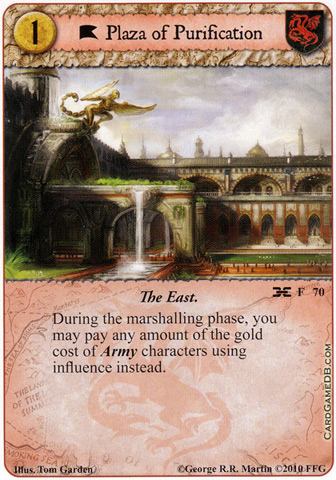 1 Plaza of Purification
F 70
The East.
During the marshalling phase, you
may pay any amount of the gold
cost of Army characters using
influence instead.
Illus. Tom Garden ©George R.R. Martin ©2010 FFG
CARDGAMEDB.COM